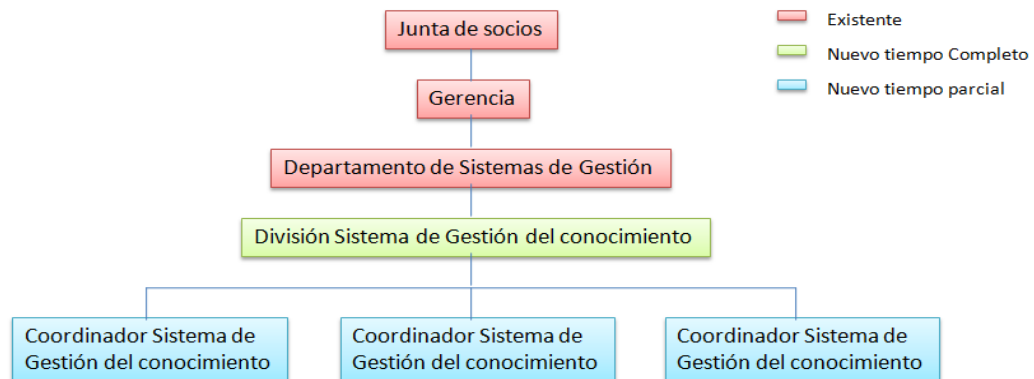 Junta de socios
Gerencia
Departamento de Sistemas de Gestión
División Sistema de Gestión del conocimiento
Coordinador Sistema de
Gestión del conocimiento
Coordinador Sistema de
Gestión del conocimiento
Coordinador Sistema de
Gestión del conocimiento
Existente
Nuevo tiempo Completo
Nuevo tiempo parcial